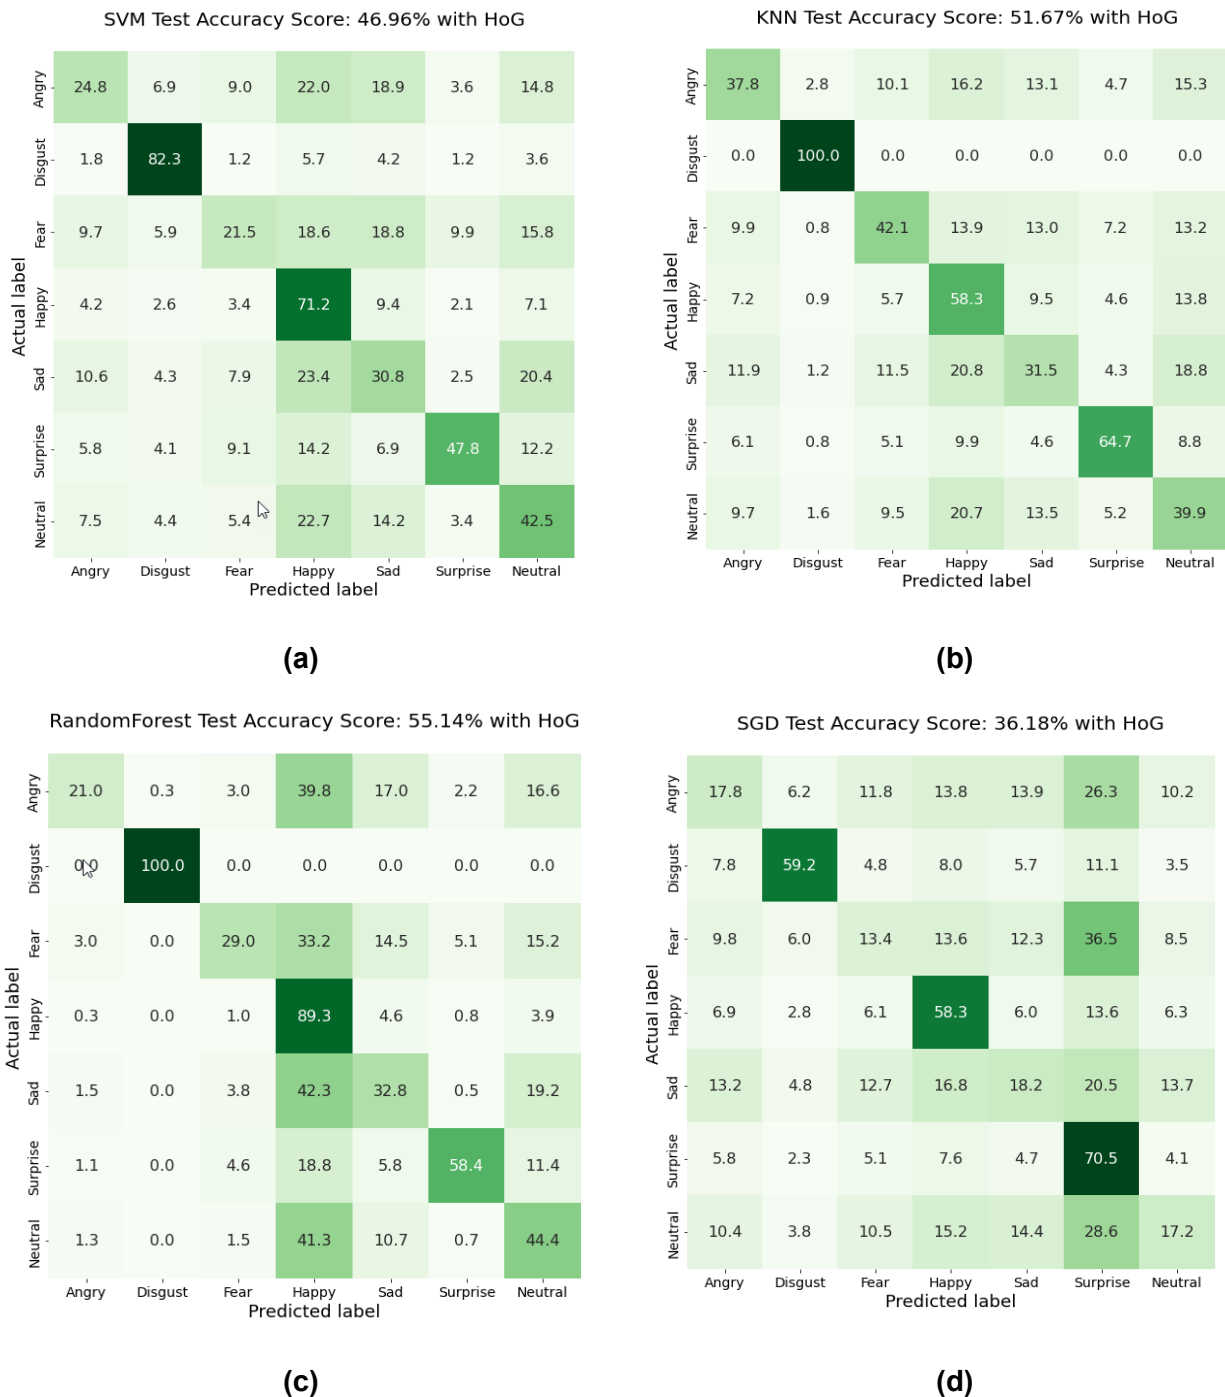 SVM Test Accuracy Score: 46.96% with HoG
Actual label
Angry 24.8 6.9 9.0 22.0 18.9 3.6 14.8
Disgust 1.8 82.3 1.2 5.7 4.2 1.2 3.6
Fear 9.7 5.9 21.5 18.6 18.8 9.9 15.8
Happy 4.2 2.6 3.4 71.2 9.4 2.1 7.1
Sad 10.6 4.3 7.9 23.4 30.8 2.5 20.4
Surprise 5.8 4.1 9.1 14.2 6.9 47.8 12.2
Neutral 7.5 4.4 5.4 22.7 14.2 3.4 42.5
Angry Disgust Fear Happy Sad Surprise Neutral
Predicted label
(a)
KNN Test Accuracy Score: 51.67% with HoG
Actual label
Angry 37.8 2.8 10.1 16.2 13.1 4.7 15.3
Disgust 0.0 100.0 0.0 0.0 0.0 0.0 0.0
Fear 9.9 0.8 42.1 13.9 13.0 7.2 13.2
Happy 7.2 0.9 5.7 58.3 9.5 4.6 13.8
Sad 11.9 1.2 11.5 20.8 31.5 4.3 18.8
Surprise 6.1 0.8 5.1 9.9 4.6 64.7 8.8
Neutral 9.7 1.6 9.5 20.7 13.5 5.2 39.9
Angry Disgust Fear Happy Sad Surprise Neutral
Predicted label
(b)
RandomForest Test Accuracy Score: 55.14% with HoG
Actual label
Angry 21.0 0.3 3.0 39.8 17.0 2.2 16.6
Disgust 0.0 100.0 0.0 0.0 0.0 0.0 0.0
Fear 3.0 0.0 29.0 33.2 14.5 5.1 15.2
Happy 0.3 0.0 1.0 89.3 4.6 0.8 3.9
Sad 1.5 0.0 3.8 42.3 32.8 0.5 19.2
Surprise 1.1 0.0 4.6 18.8 5.8 58.4 11.4
Neutral 1.3 0.0 1.5 41.3 10.7 0.7 44.4
Angry Disgust Fear Happy Sad Surprise Neutral
Predicted label
(c)
SGD Test Accuracy Score: 36.18% with HoG
Actual label
Angry 17.8 6.2 11.8 13.8 13.9 26.3 10.2
Disgust 7.8 59.2 4.8 8.0 5.7 11.1 3.5
Fear 9.8 6.0 13.4 13.6 12.3 36.5 8.5
Happy 6.9 2.8 6.1 58.3 6.0 13.6 6.3
Sad 13.2 4.8 12.7 16.8 18.2 20.5 13.7
Surprise 5.8 2.3 5.1 7.6 4.7 70.5 4.1
Neutral 10.4 3.8 10.5 15.2 14.4 28.6 17.2
Angry Disgust Fear Happy Sad Surprise Neutral
Predicted label
(d)